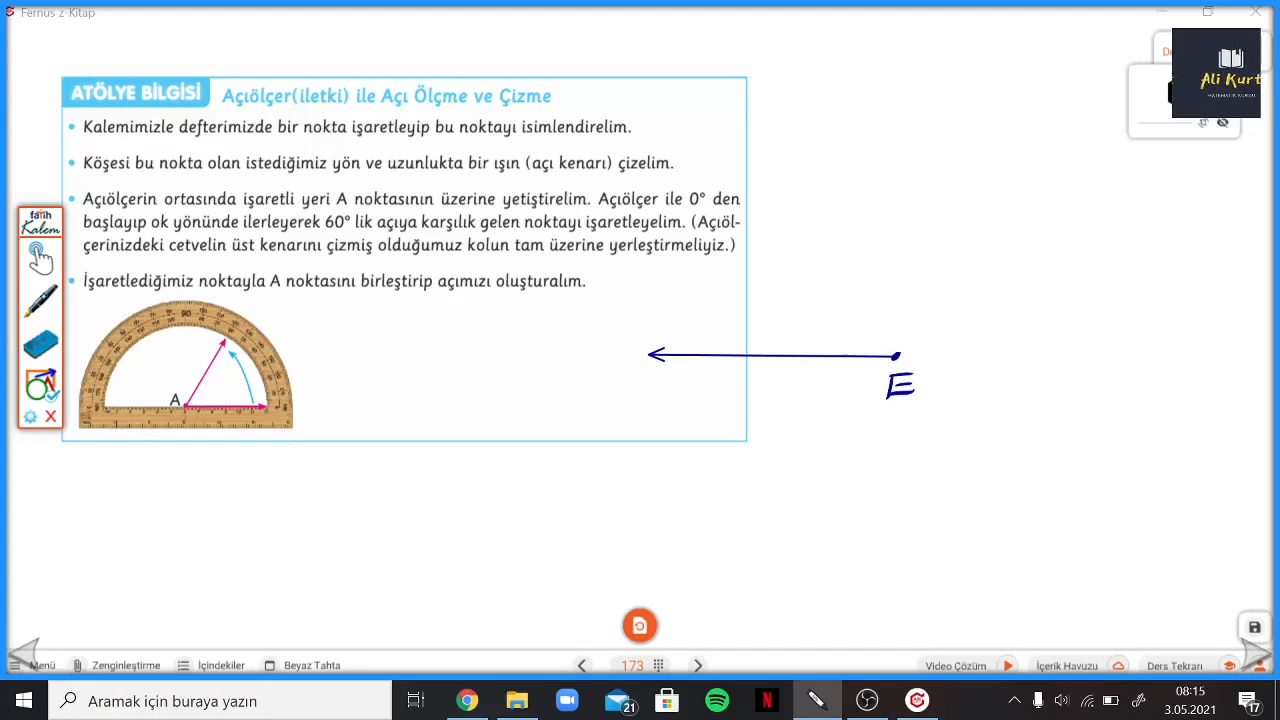 Fernus z-Kitap
Ali Kurt
ATÖLYE BİLGİSİ Açıölçer(iletki) ile Açı Ölçme ve Çizme
• Kalemimizle defterimizde bir nokta işaretleyip bu noktayı isimlendirelim.
• Köşesi bu nokta olan istediğimiz yön ve uzunlukta bir ışın (açı kenarı) çizelim.
• Açıölçerin ortasında işaretli yeri A noktasının üzerine yetiştirelim. Açıölçer ile 0° den
başlayıp ok yönünde ilerleyerek 60° lik açıya karşılık gelen noktayı işaretleyelim. (Açıöl-
çerinizdeki cetvelin üst kenarını çizmiş olduğumuz kolun tam üzerine yerleştirmeliyiz.)
• İşaretlediğimiz noktayla A noktasını birleştirip açımızı oluşturalım.
fatih
Kalem
90
A
E
Menü Zenginleştirme İçindekiler Beyaz Tahta 173 Video Çözüm İçerik Havuzu Ders Tekrarı
Aramak için buraya yazın
21
08:15
3.05.2021
17